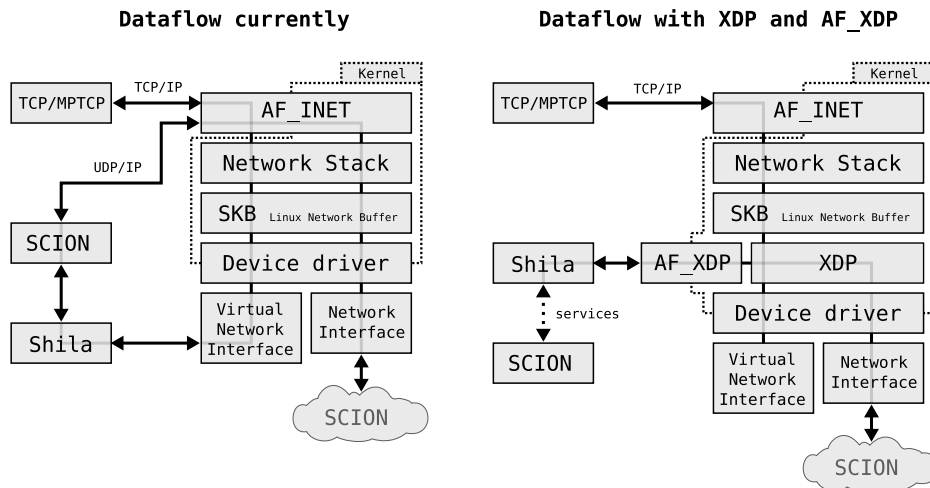 Dataflow currently
Kernel
TCP/MPTCP
TCP/IP
AF_INET
UDP/IP
Network Stack
SKB Linux Network Buffer
SCION
Device driver
Virtual
Network
Interface
Network
Interface
Shila
SCION
Dataflow with XDP and AF_XDP
Kernel
TCP/MPTCP
TCP/IP
AF_INET
Network Stack
SKB Linux Network Buffer
Shila
AF_XDP
XDP
services
Device driver
SCION
Virtual
Network
Interface
Network
Interface
SCION